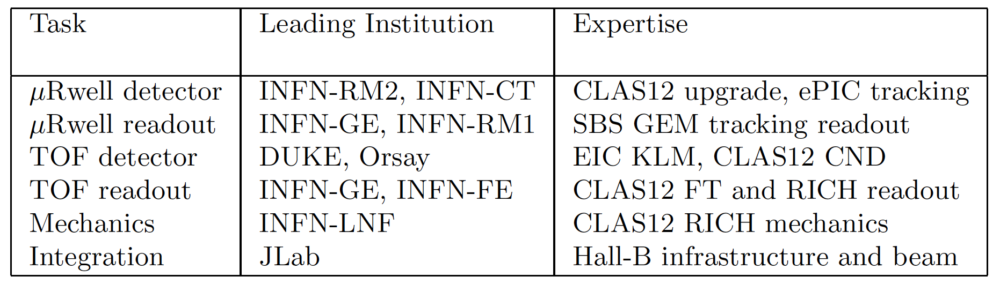 Task Leading Institution Expertise
μRwell detector INFN-RM2, INFN-CT CLAS12 upgrade, ePIC tracking
μRwell readout INFN-GE, INFN-RM1 SBS GEM tracking readout
TOF detector DUKE, Orsay EIC KLM, CLAS12 CND
TOF readout INFN-GE, INFN-FE CLAS12 FT and RICH readout
Mechanics INFN-LNF CLAS12 RICH mechanics
Integration JLab Hall-B infrastructure and beam